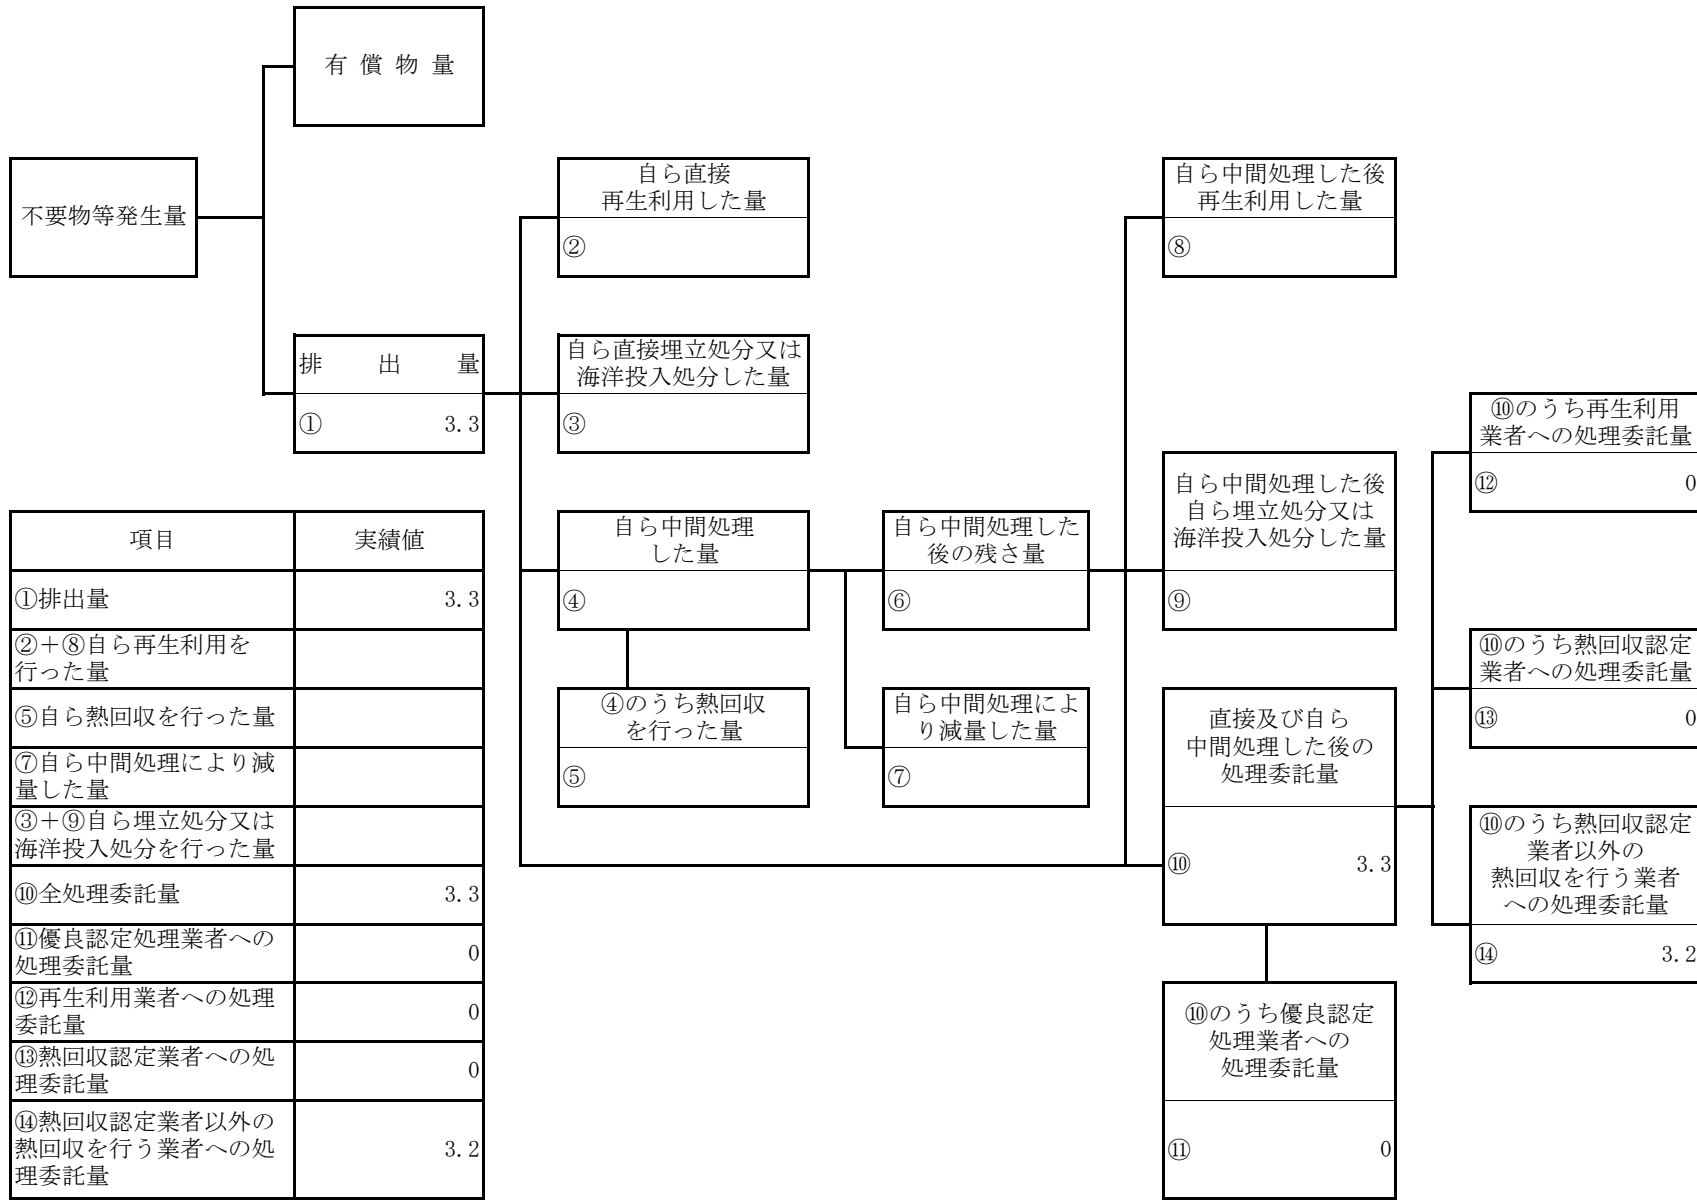 有償物量
不要物等発生量
排出量
① 3.3
自ら直接
再生利用した量
②
自ら直接埋立処分又は
海洋投入処分した量
③
自ら中間処理
した量
④
④のうち熱回収
を行った量
⑤
自ら中間処理した
後の残さ量
⑥
自ら中間処理によ
り減量した量
⑦
自ら中間処理した後
再生利用した量
⑧
自ら中間処理した後
自ら埋立処分又は
海洋投入処分した量
⑨
直接及び自ら
中間処理した後の
処理委託量
⑩ 3.3
⑩のうち優良認定
処理業者への
処理委託量
⑪ 0
⑩のうち再生利用
業者への処理委託量
⑫ 0
⑩のうち熱回収認定
業者への処理委託量
⑬ 0
⑩のうち熱回収認定
業者以外の
熱回収を行う業者
への処理委託量
⑭ 3.2
項目 実績値
①排出量 3.3
②＋⑧自ら再生利用を
行った量
⑤自ら熱回収を行った量
⑦自ら中間処理により減
量した量
③＋⑨自ら埋立処分又は
海洋投入処分を行った量
⑩全処理委託量 3.3
⑪優良認定処理業者への
処理委託量 0
⑫再生利用業者への処理
委託量 0
⑬熱回収認定業者への処
理委託量 0
⑭熱回収認定業者以外の
熱回収を行う業者への処 3.2
理委託量